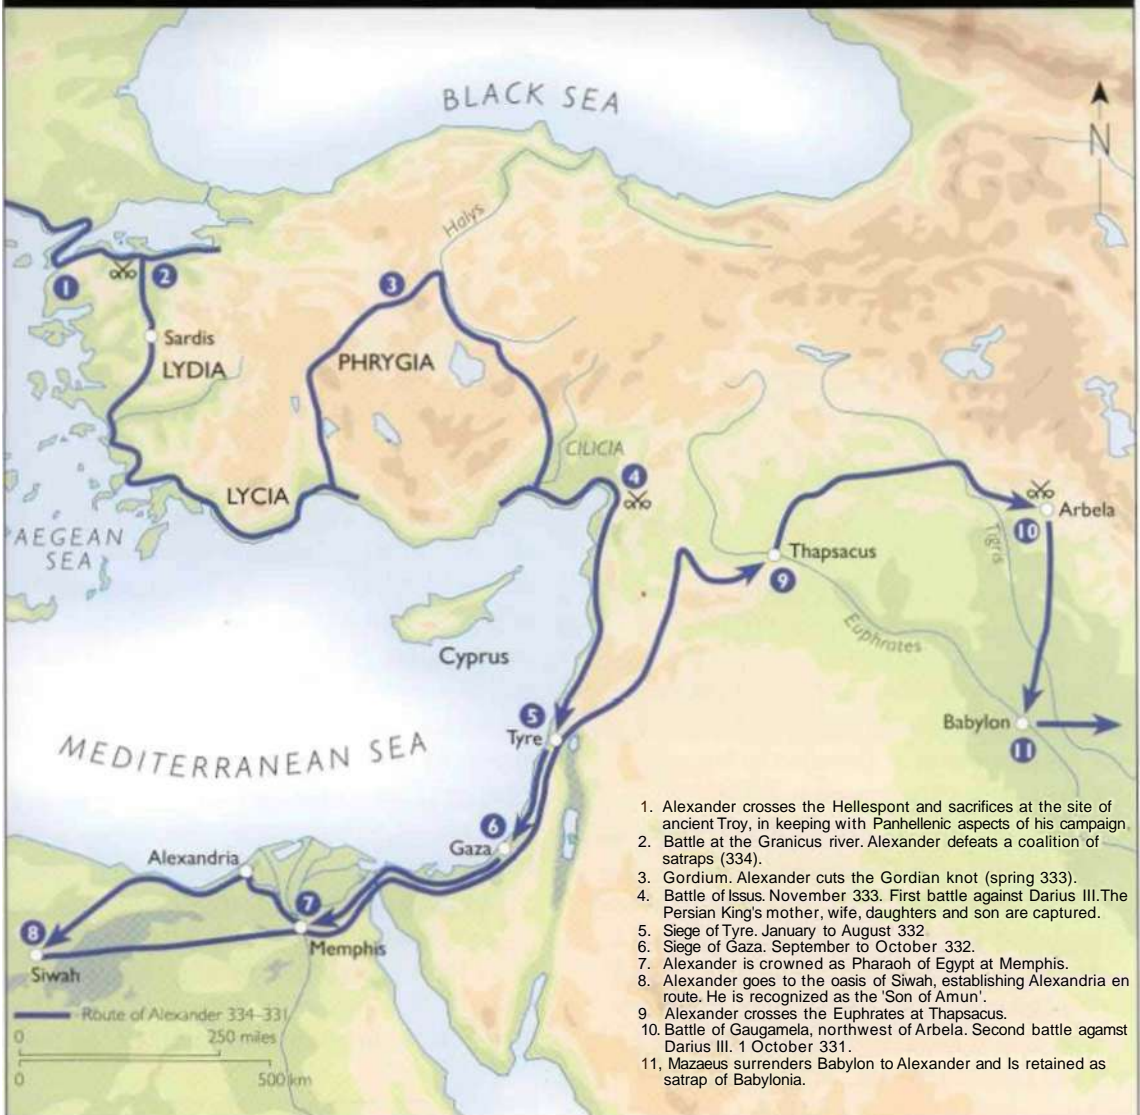 BLACK SEA
N
Halys
1
2
3
Sardis
LYDIA
PHRYGIA
CILICIA
4
LYCIA
AEGEAN
SEA
10
Arbela
Thapsacus
9
Tigris
Euphrates
Cyprus
5
Tyre
Babylon
11
MEDITERRANEAN SEA
6
Gaza
Alexandria
7
Memphis
8
Siwah
Route of Alexander 334–331
0 250 miles
0 500 km
1. Alexander crosses the Hellespont and sacrifices at the site of
ancient Troy, in keeping with Panhellenic aspects of his campaign.
2. Battle at the Granicus river. Alexander defeats a coalition of
satraps (334).
3. Gordium. Alexander cuts the Gordian knot (spring 333).
4. Battle of Issus. November 333. First battle against Darius III.The
Persian King's mother, wife, daughters and son are captured.
5. Siege of Tyre. January to August 332
6. Siege of Gaza. September to October 332.
7. Alexander is crowned as Pharaoh of Egypt at Memphis.
8. Alexander goes to the oasis of Siwah, establishing Alexandria en
route. He is recognized as the 'Son of Amun'.
9 Alexander crosses the Euphrates at Thapsacus.
10. Battle of Gaugamela, northwest of Arbela. Second battle agamst
Darius III. 1 October 331.
11, Mazaeus surrenders Babylon to Alexander and Is retained as
satrap of Babylonia.